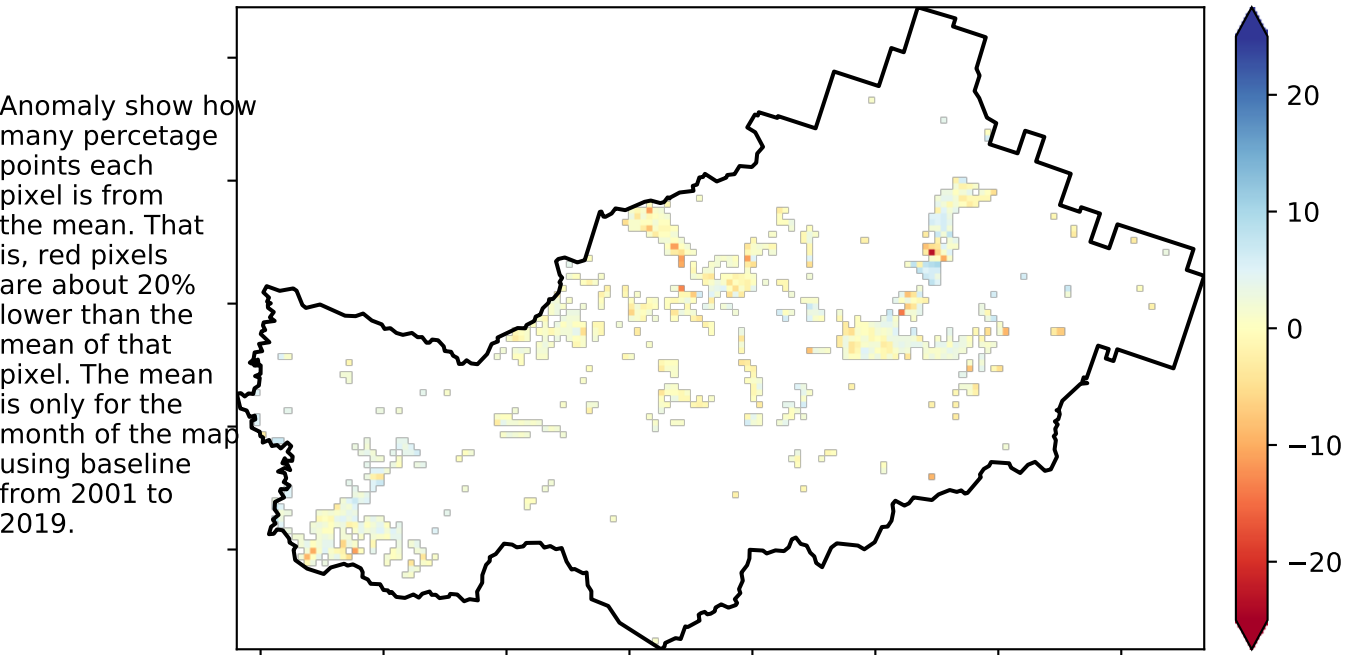 Anomaly show how
many percetage
points each
pixel is from
the mean. That
is, red pixels
are about 20%
lower than the
mean of that
pixel. The mean
is only for the
month of the map
using baseline
from 2001 to
2019.
20
10
0
−10
−20